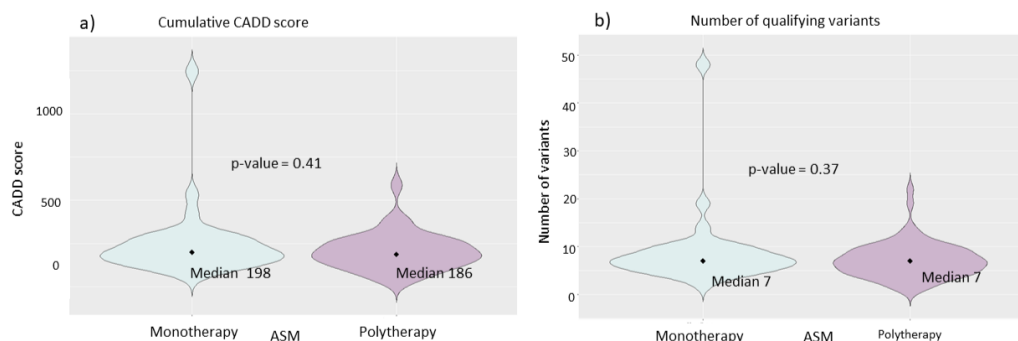 a)
Cumulative CADD score
CADD score
1000
500
0
p-value = 0.41
Median 198
Median 186
Monotherapy
ASM
Polytherapy
b)
Number of qualifying variants
Number of variants
50
40
30
20
10
0
p-value = 0.37
Median 7
Median 7
Monotherapy
ASM
Polytherapy